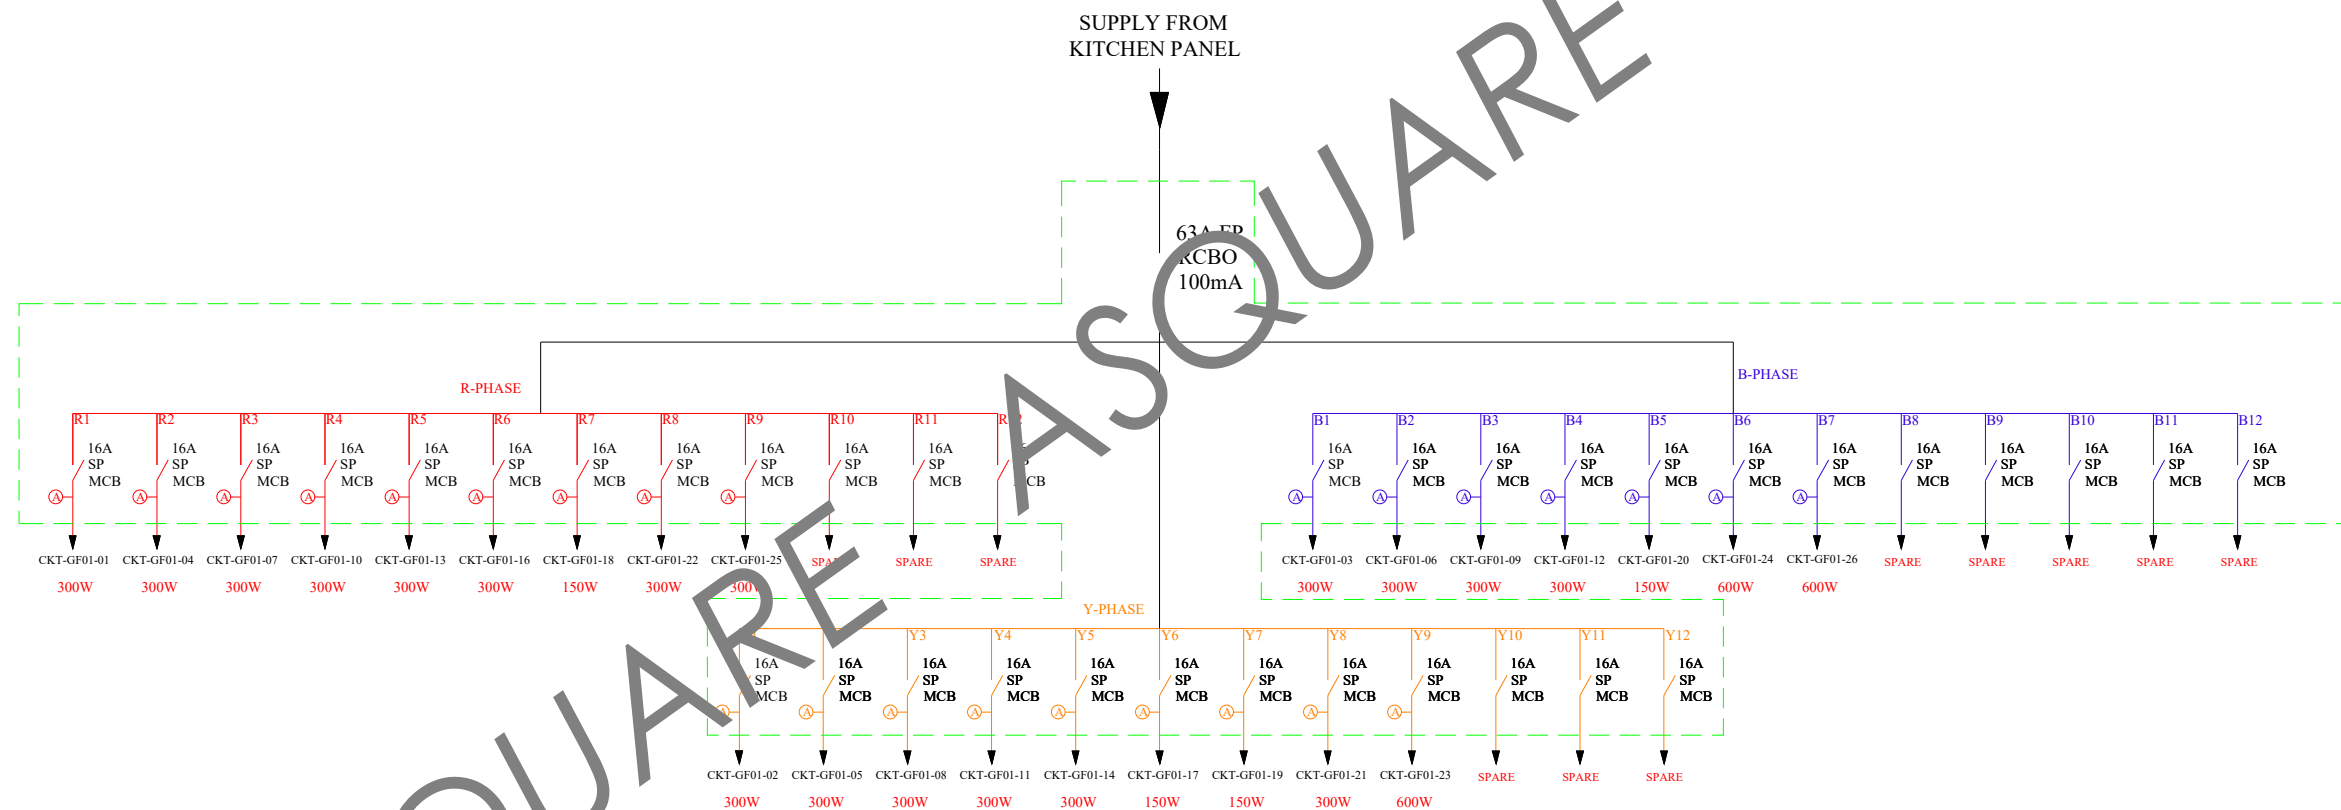 SUPPLY FROM
KITCHEN PANEL
63A FP
RCBO
100mA
ASQUARE
R-PHASE
B-PHASE
R1 R2 R3 R4 R5 R6 R7 R8 R9 R10 R11
B1 B2 B3 B4 B5 B6 B7 B8 B9 B10 B11 B12
16A 16A 16A 16A 16A 16A 16A 16A 16A 16A 16A
16A 16A 16A 16A 16A 16A 16A 16A 16A 16A 16A 16A
SP SP SP SP SP SP SP SP SP SP SP
SP SP SP SP SP SP SP SP SP SP SP SP
MCB MCB MCB MCB MCB MCB MCB MCB MCB MCB MCB MCB
MCB MCB MCB MCB MCB MCB MCB MCB MCB MCB MCB MCB
A A A A A A A A A
A A A A A A A
CKT-GF01-01 CKT-GF01-04 CKT-GF01-07 CKT-GF01-10 CKT-GF01-13 CKT-GF01-16 CKT-GF01-18 CKT-GF01-22 CKT-GF01-25 SPARE SPARE SPARE
CKT-GF01-03 CKT-GF01-06 CKT-GF01-09 CKT-GF01-12 CKT-GF01-20 CKT-GF01-24 CKT-GF01-26 SPARE SPARE SPARE SPARE SPARE
300W 300W 300W 300W 300W 300W 150W 300W 300W
300W 300W 300W 300W 150W 600W 600W
Y-PHASE
Y3 Y4 Y5 Y6 Y7 Y8 Y9 Y10 Y11 Y12
16A 16A 16A 16A 16A 16A 16A 16A 16A 16A 16A 16A
SP SP SP SP SP SP SP SP SP SP SP SP
MCB MCB MCB MCB MCB MCB MCB MCB MCB MCB MCB MCB
A A A A A A A A A
CKT-GF01-02 CKT-GF01-05 CKT-GF01-08 CKT-GF01-11 CKT-GF01-14 CKT-GF01-17 CKT-GF01-19 CKT-GF01-21 CKT-GF01-23 SPARE SPARE SPARE
300W 300W 300W 300W 300W 150W 150W 300W 600W
QUARE